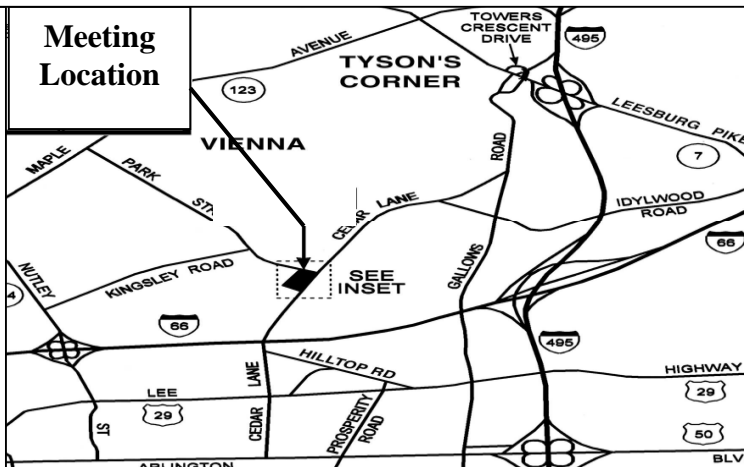 Meeting
Location
TOWERS
CRESCENT
DRIVE
495
AVENUE
TYSON'S
CORNER
123
LEESBURG PIKE
VIENNA
ROAD
7
MAPLE
PARK
CEDAR LANE
IDYLWOOD
ROAD
66
NUTLEY
KINGSLEY ROAD
SEE
INSET
GALLOWS
4
66
495
HILLTOP RD
HIGHWAY
LANE
LEE
29
29
ST
CEDAR
PROSPERITY
ROAD
50
ARLINGTON
BLV